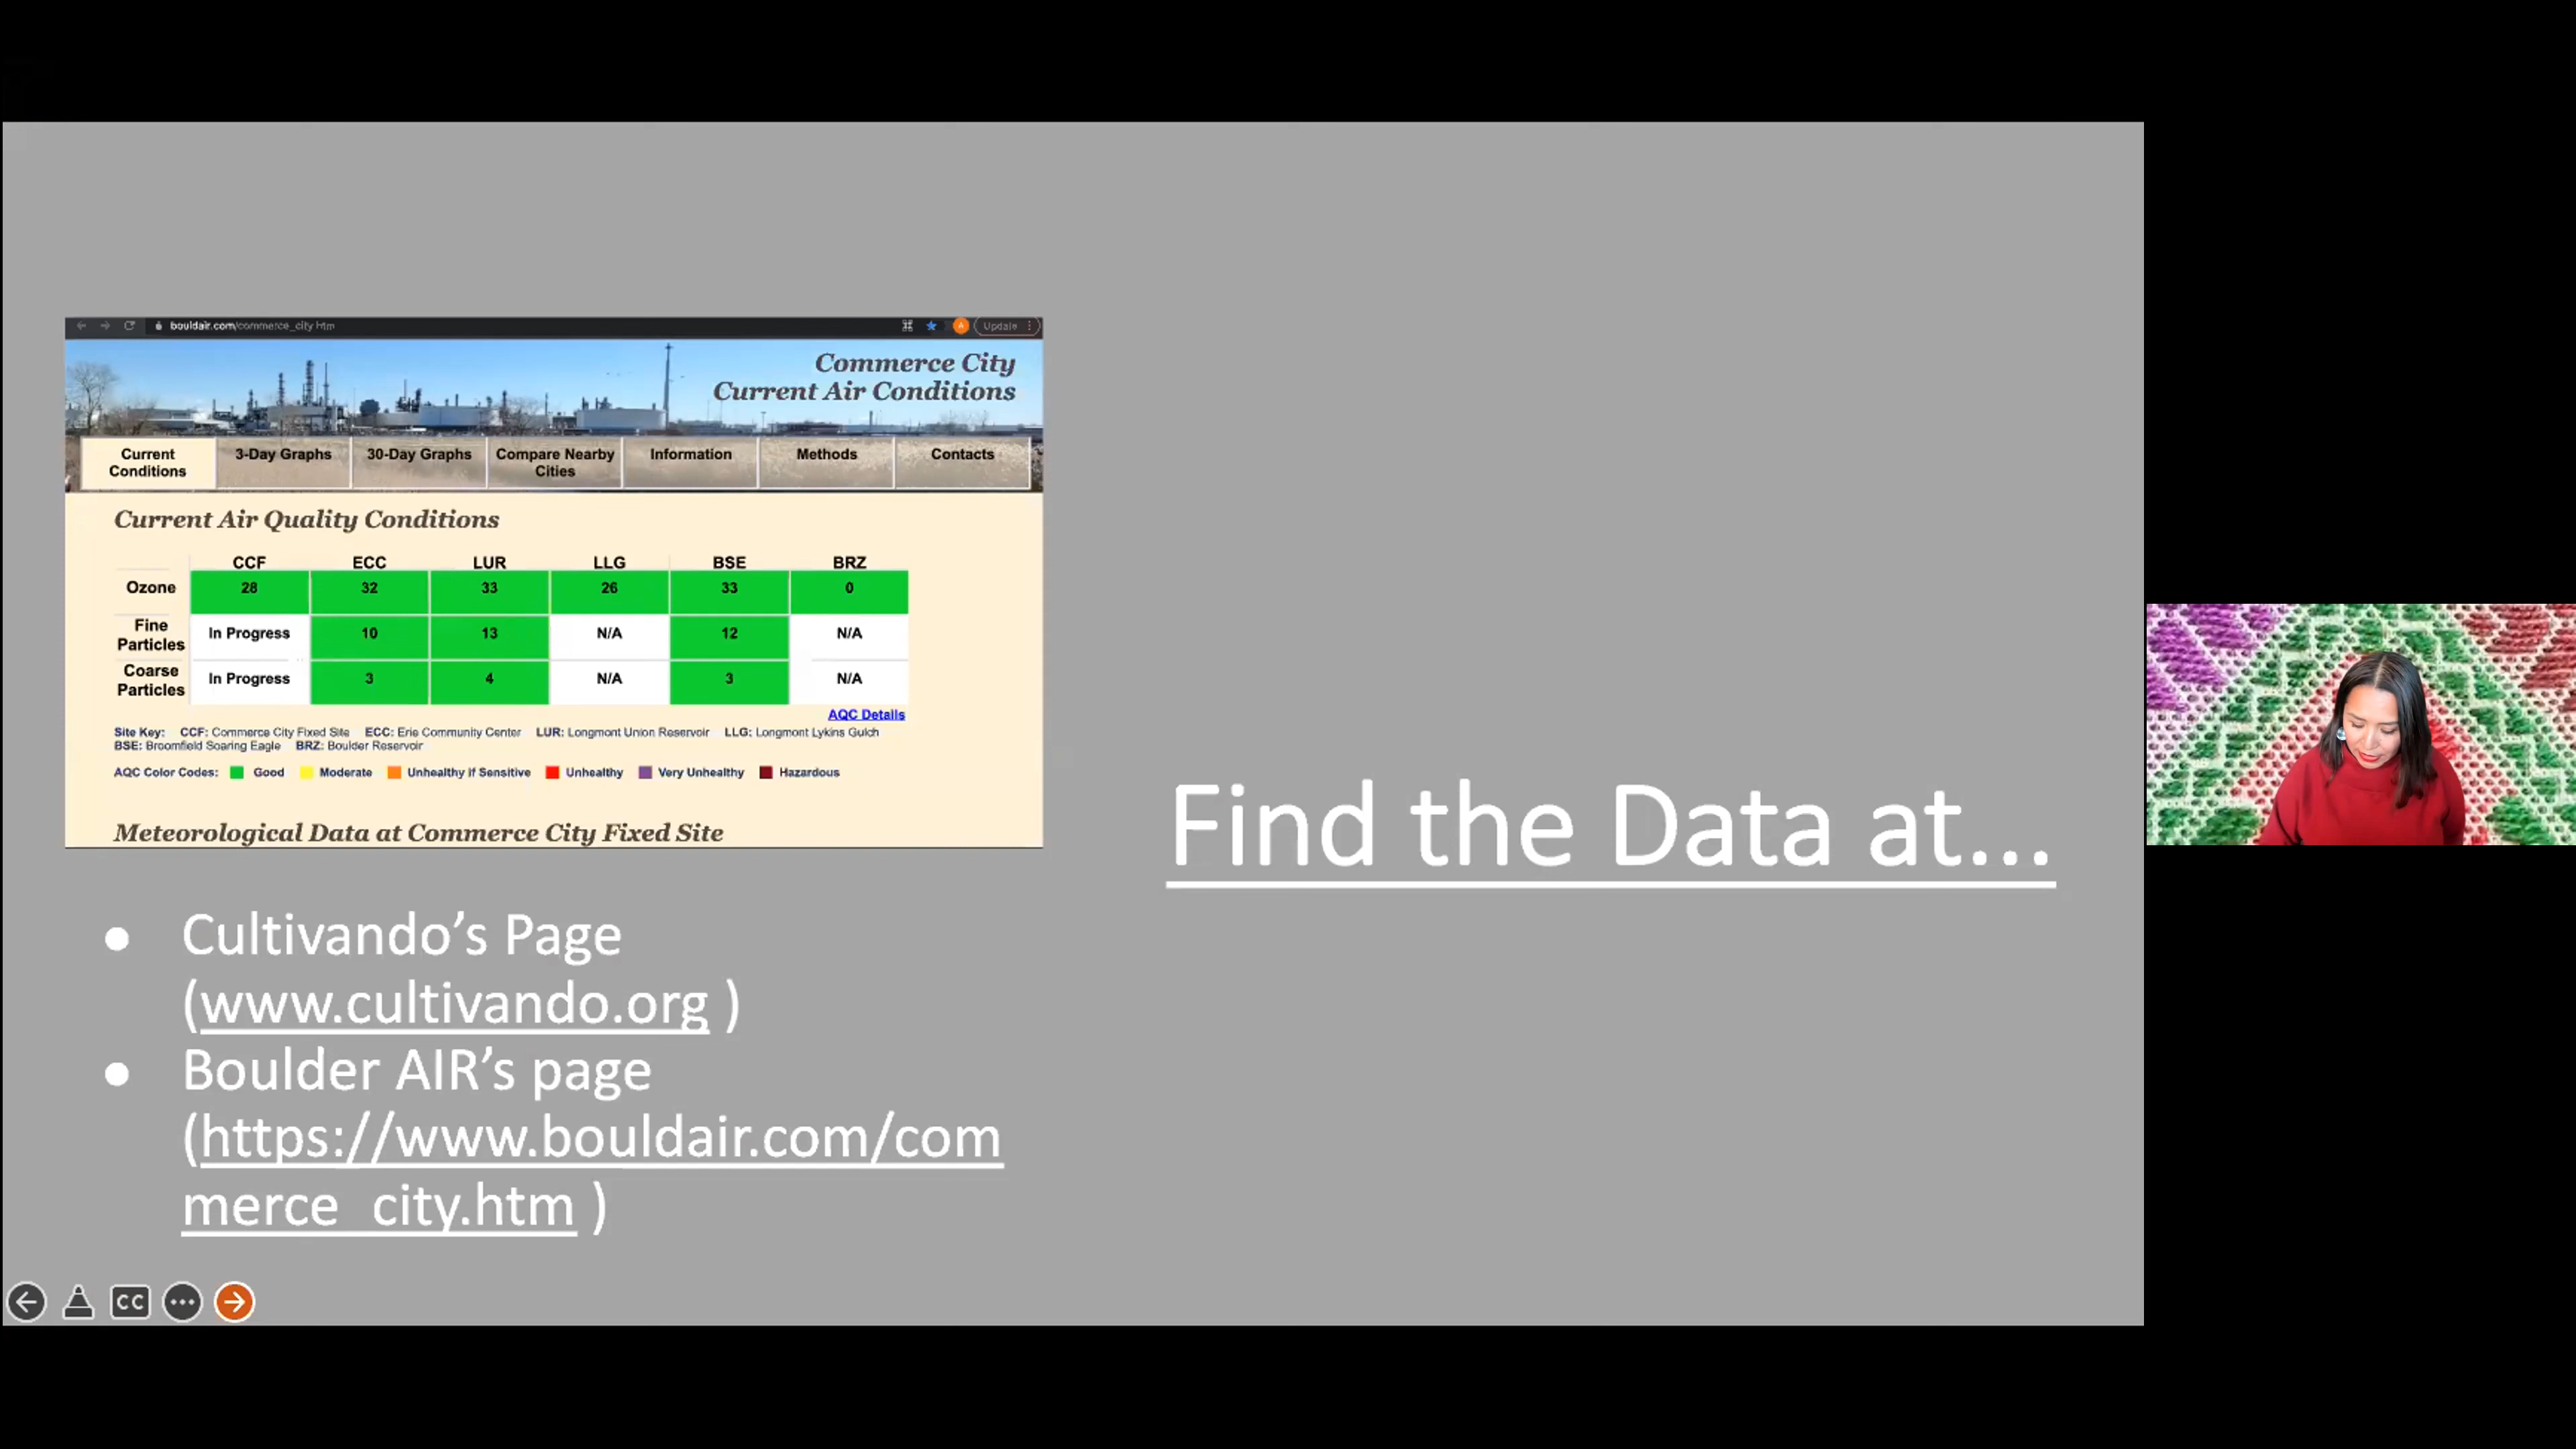 bouldair.com/commerce_city.htm
Update
Commerce City
Current Air Conditions
Current Conditions
3-Day Graphs
30-Day Graphs
Compare Nearby Cities
Information
Methods
Contacts
Current Air Quality Conditions
CCF ECC LUR LLG BSE BRZ
Ozone 28 32 33 26 33 0
Fine Particles In Progress 10 13 N/A 12 N/A
Coarse Particles In Progress 3 4 N/A 3 N/A
AQC Details
Site Key: CCF: Commerce City Fixed Site ECC: Erie Community Center LUR: Longmont Union Reservoir LLG: Longmont Lykins Gulch
BSE: Broomfield Soaring Eagle BRZ: Boulder Reservoir
AQC Color Codes: Good Moderate Unhealthy if Sensitive Unhealthy Very Unhealthy Hazardous
Meteorological Data at Commerce City Fixed Site
Find the Data at...
● Cultivando’s Page
(www.cultivando.org )
● Boulder AIR’s page
(https://www.bouldair.com/com
merce_city.htm )
CC